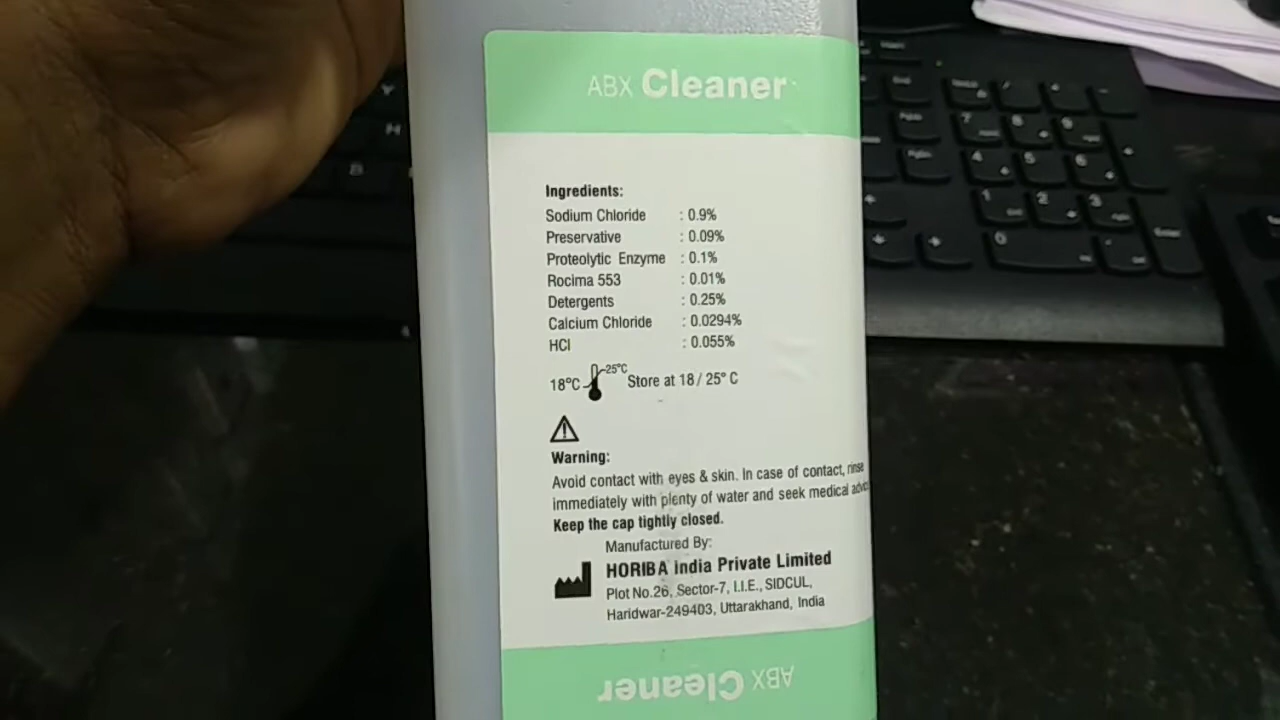 ABX Cleaner
Ingredients:
Sodium Chloride : 0.9%
Preservative : 0.09%
Proteolytic Enzyme : 0.1%
Rocima 553 : 0.01%
Detergents : 0.25%
Calcium Chloride : 0.0294%
HCl : 0.055%
18°C 25°C Store at 18 / 25° C
Warning:
Avoid contact with eyes & skin. In case of contact, rinse
immediately with plenty of water and seek medical
Keep the cap tightly closed.
Manufactured By:
HORIBA India Private Limited
Plot No.26, Sector-7, I.I.E., SIDCUL,
Haridwar-249403, Uttarakhand, India
ABX Cleaner